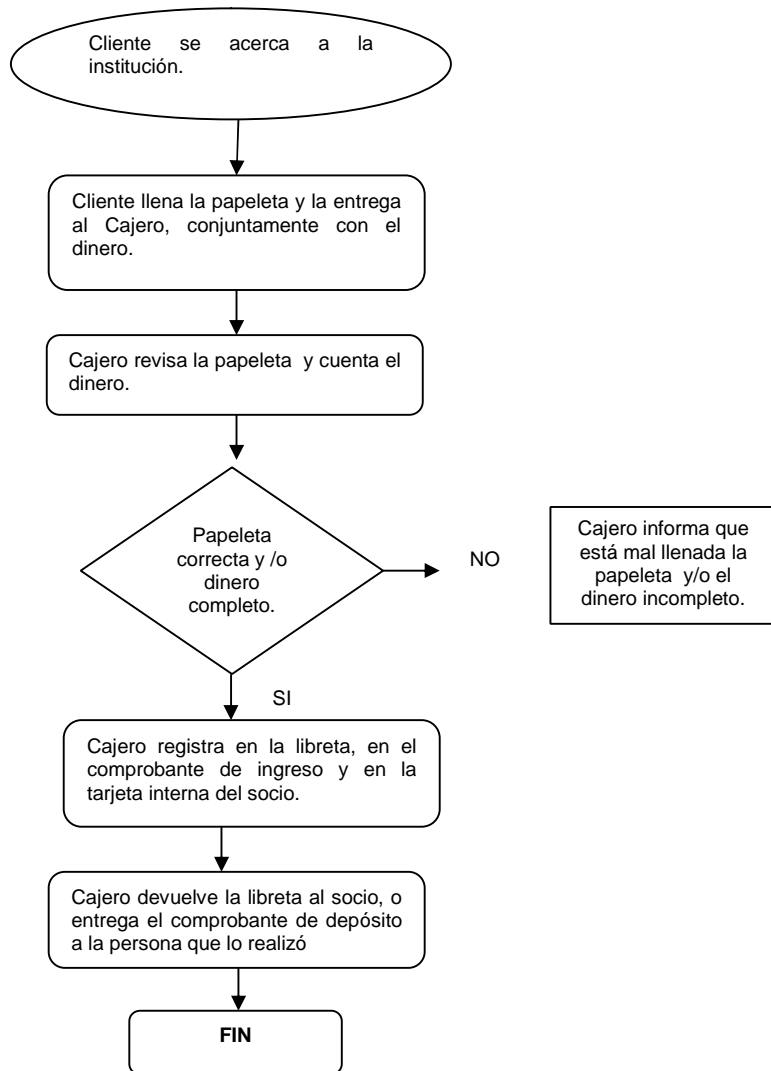 Cliente se acerca a la
institución.
Cliente llena la papeleta y la entrega
al Cajero, conjuntamente con el
dinero.
Cajero revisa la papeleta y cuenta el
dinero.
Papeleta
correcta y /o
dinero
completo.
NO
Cajero informa que
está mal llenada la
papeleta y/o el
dinero incompleto.
SI
Cajero registra en la libreta, en el
comprobante de ingreso y en la
tarjeta interna del socio.
Cajero devuelve la libreta al socio, o
entrega el comprobante de depósito
a la persona que lo realizó
FIN